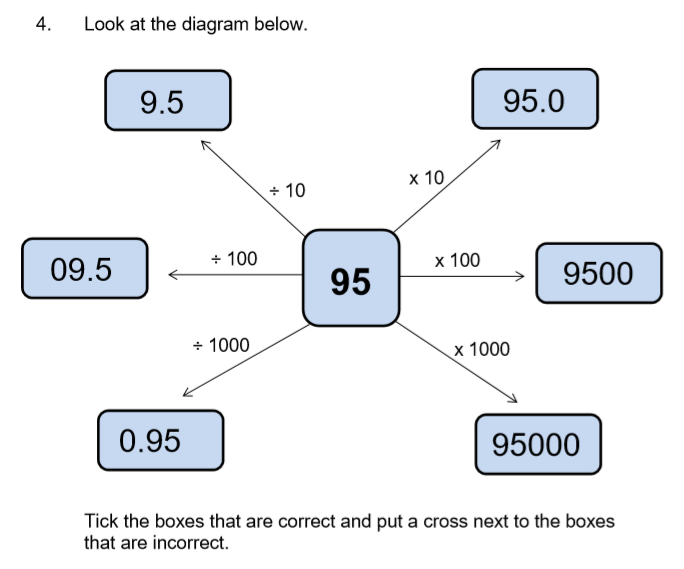 4. Look at the diagram below.
9.5
95.0
÷ 10
x 10
09.5
÷ 100
95
x 100
9500
÷ 1000
x 1000
0.95
95000
Tick the boxes that are correct and put a cross next to the boxes
that are incorrect.